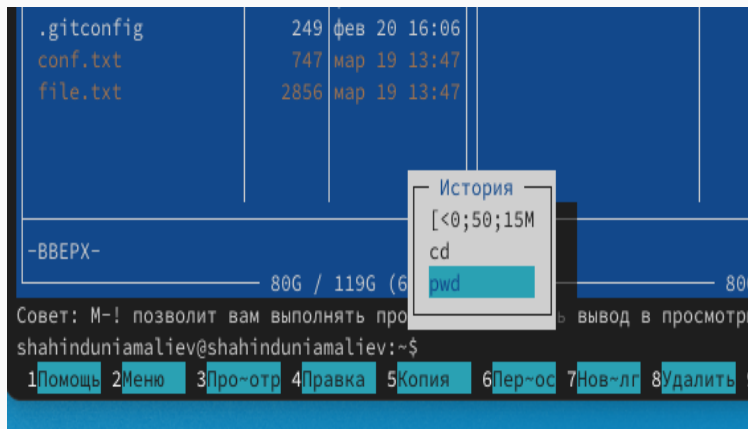 .gitconfig 249 фев 20 16:06
conf.txt 747 мар 19 13:47
file.txt 2856 мар 19 13:47
История
[<0;50;15M
cd
pwd
-ВВЕРХ-
80G / 119G (6
80
Совет: M-! позволит вам выполнять про
вывод в просмотр
shahinduniamaliev@shahinduniamaliev:~$
1Помощь 2Меню 3Про~отр 4Правка 5Копия 6Пер~ос 7Нов~лг 8Удалить